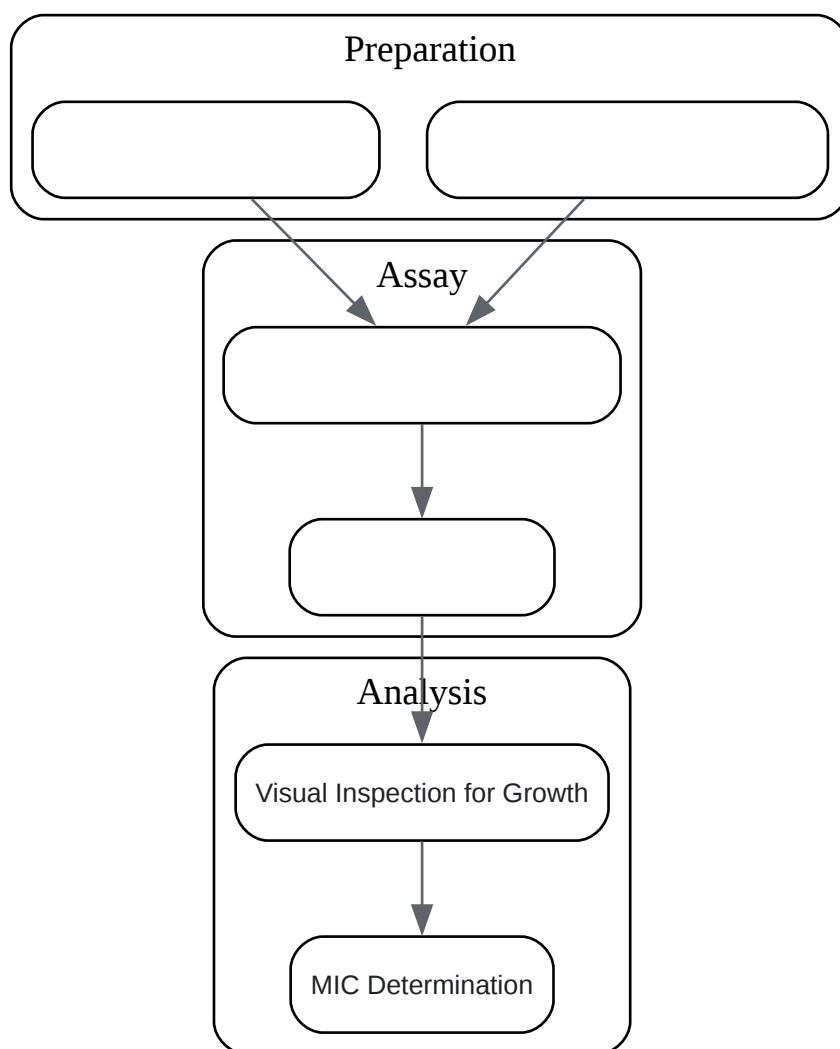 Preparation
Assay
Analysis
Visual Inspection for Growth
MIC Determination